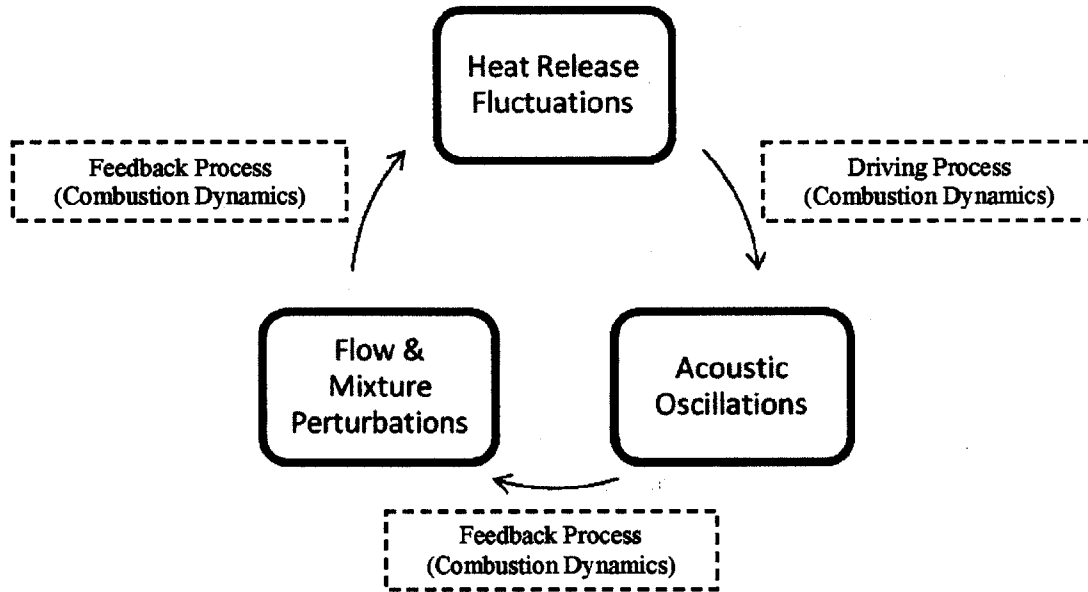 Heat Release
Fluctuations
Feedback Process
(Combustion Dynamics)
Driving Process
(Combustion Dynamics)
Flow &
Mixture
Perturbations
Acoustic
Oscillations
Feedback Process
(Combustion Dynamics)